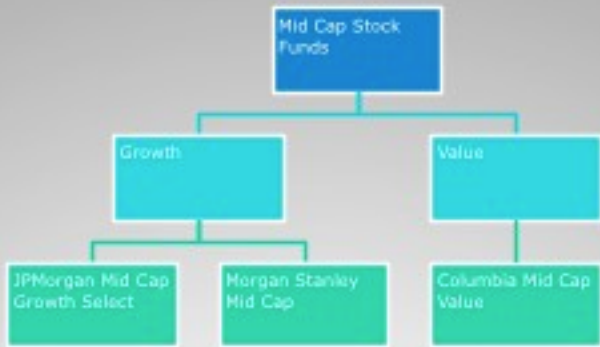 Mid Cap Stock
Funds
Growth
Value
JPMorgan Mid Cap
Growth Select
Morgan Stanley
Mid Cap
Columbia Mid Cap
Value